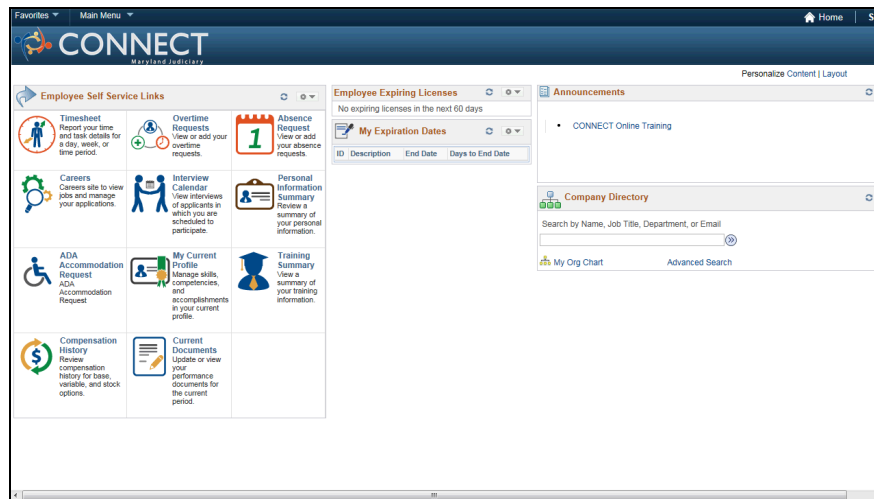 Favorites Main Menu Home S
CONNECT
Maryland Judiciary
Personalize Content | Layout
Employee Self Service Links
Timesheet
Report your time
and task details for
a day, week, or
time period.
Overtime
Requests
View or add your
overtime
requests.
1
Absence
Request
View or add
your absence
requests.
Careers
Careers site to view
jobs and manage
your applications.
Interview
Calendar
View interviews
of applicants in
which you are
scheduled to
participate.
Personal
Information
Summary
Review a
summary of
your personal
information.
ADA
Accommodation
Request
ADA
Accommodation
Request
My Current
Profile
Manage skills,
competencies,
and
accomplishments
in your current
profile.
Training
Summary
View a
summary of
your training
information.
$
Compensation
History
Review
compensation
history for base,
variable, and stock
options.
Current
Documents
Update or view
your
performance
documents for
the current
period.
Employee Expiring Licenses
No expiring licenses in the next 60 days
My Expiration Dates
ID Description End Date Days to End Date
Announcements
• CONNECT Online Training
Company Directory
Search by Name, Job Title, Department, or Email
My Org Chart Advanced Search